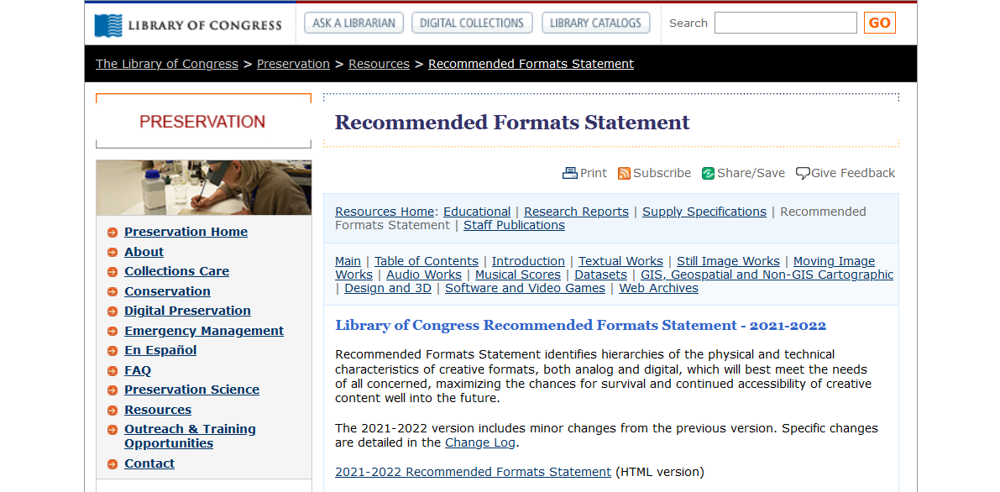 LIBRARY OF CONGRESS
ASK A LIBRARIAN
DIGITAL COLLECTIONS
LIBRARY CATALOGS
Search
GO
The Library of Congress > Preservation > Resources > Recommended Formats Statement
PRESERVATION
Preservation Home
About
Collections Care
Conservation
Digital Preservation
Emergency Management
En Español
FAQ
Preservation Science
Resources
Outreach & Training
Opportunities
Contact
Recommended Formats Statement
Print Subscribe Share/Save Give Feedback
Resources Home: Educational | Research Reports | Supply Specifications | Recommended
Formats Statement | Staff Publications
Main | Table of Contents | Introduction | Textual Works | Still Image Works | Moving Image
Works | Audio Works | Musical Scores | Datasets | GIS, Geospatial and Non-GIS Cartographic
| Design and 3D | Software and Video Games | Web Archives
Library of Congress Recommended Formats Statement - 2021-2022
Recommended Formats Statement identifies hierarchies of the physical and technical
characteristics of creative formats, both analog and digital, which will best meet the needs
of all concerned, maximizing the chances for survival and continued accessibility of creative
content well into the future.
The 2021-2022 version includes minor changes from the previous version. Specific changes
are detailed in the Change Log.
2021-2022 Recommended Formats Statement (HTML version)